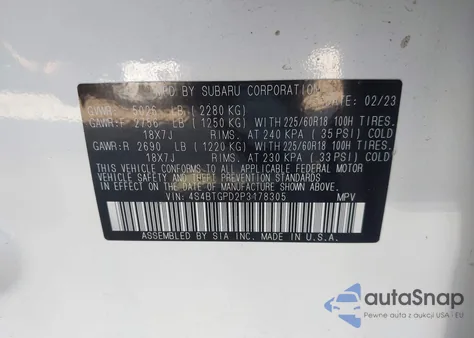 BY SUBARU CORPORATION
DATE: 02/23
GVWR: 5026 LB (2280 KG)
GAWR:F 2756 LB (1250 KG) WITH 225/60R18 100H TIRES.
18X7J RIMS. AT 240 KPA (35 PSI) COLD
GAWR:R 2690 LB (1220 KG) WITH 225/60R18 100H TIRES.
18X7J RIMS. AT 230 KPA (33 PSI) COLD
THIS VEHICLE CONFORMS TO ALL APPLICABLE FEDERAL MOTOR
VEHICLE SAFETY, THEFT PREVENTION STANDARDS IN EFFECT ON THE DATE OF MANUFACTURE SHOWN ABOVE.
VIN: 4S4BTGPD2P3178305 MPV
ASSEMBLED BY SIA INC. MADE IN U.S.A.
autoSnap
Pewne auto z USA i EU